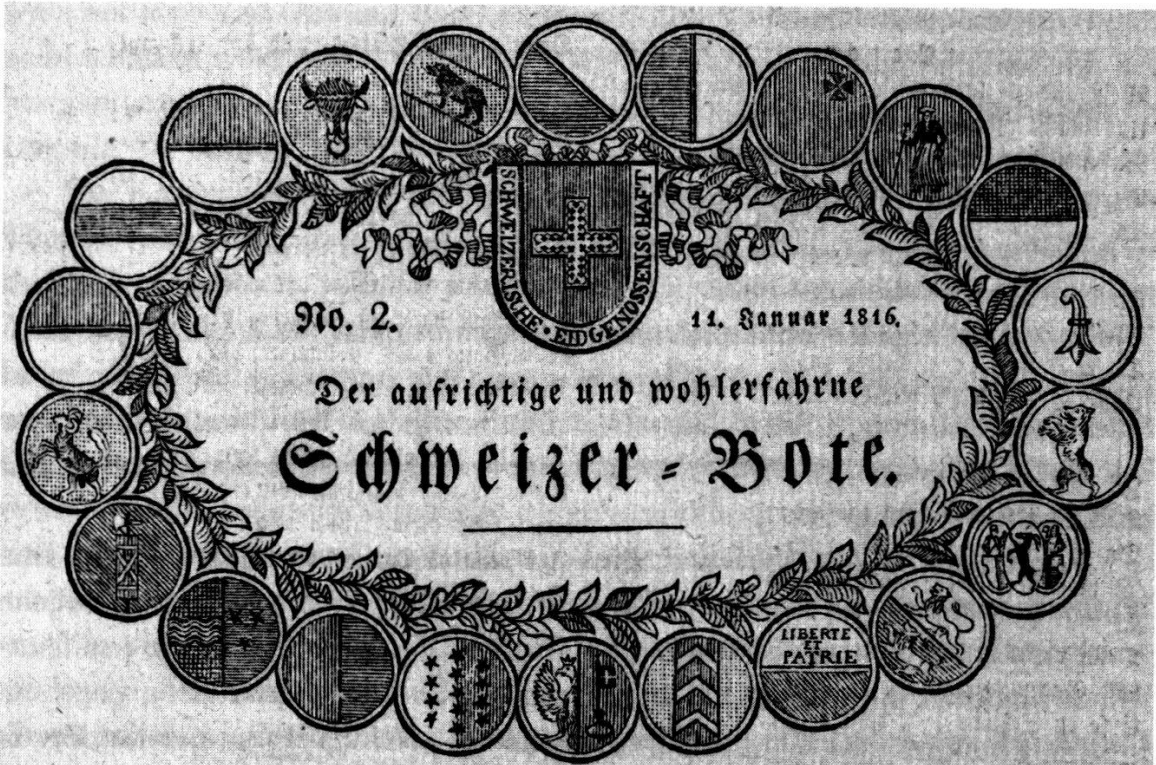 SCHWEIZERISCHE · EIDGENOSSENSCHAFT
No. 2.
11. Januar 1816.
Der aufrichtige und wohlerfahrne
Schweizer-Bote.
LIBERTE
ET
PATRIE